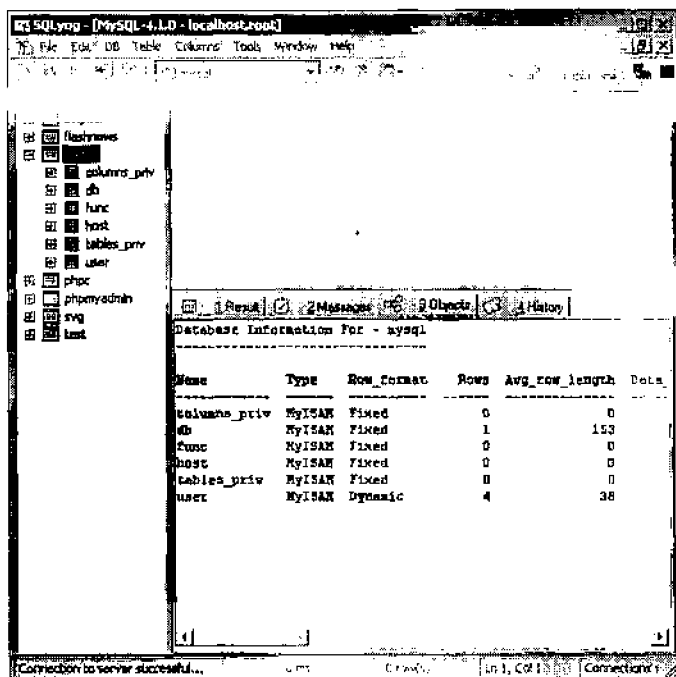 SQLyog - [MySQL-4.1.0 - localhost.root]
File Edit DB Table Columns Tools Window Help
flashnews
columns_priv
db
func
host
tables_priv
user
phpc
phpmyadmin
svg
test
1 Result 2 Messages 3 Objects 4 History
Database Information For - mysql
Name Type Row_format Rows Avg_row_length Data_
columns_priv MyISAM Fixed 0 0
db MyISAM Fixed 1 153
func MyISAM Fixed 0 0
host MyISAM Fixed 0 0
tables_priv MyISAM Fixed 0 0
user MyISAM Dynamic 4 38
Connection to server successful... Ln 1, Col 1 Connections :